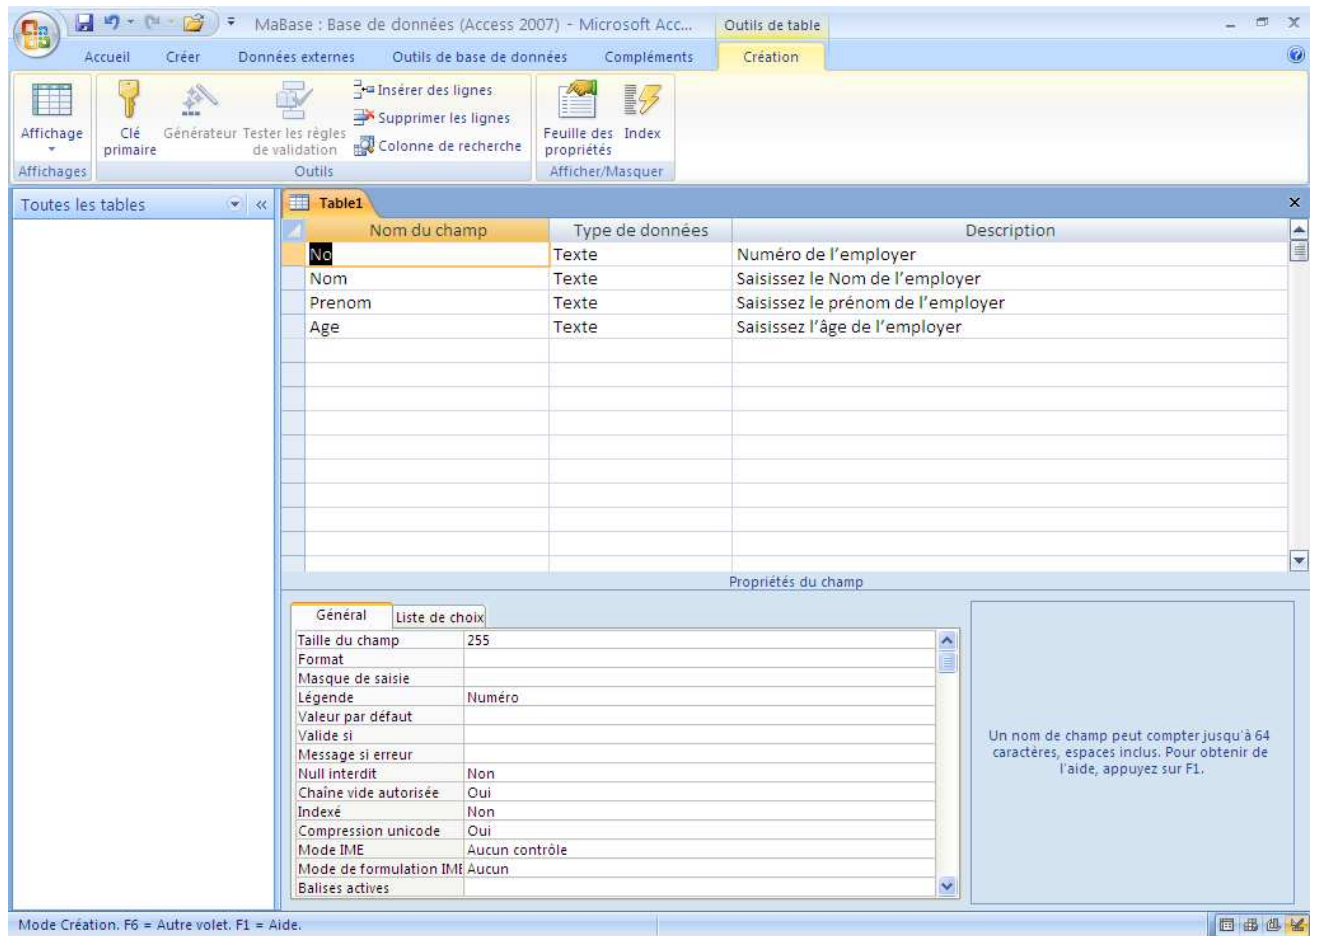 MaBase : Base de données (Access 2007) - Microsoft Acc...
Outils de table
Accueil
Créer
Données externes
Outils de base de données
Compléments
Création
Affichage
Clé primaire
Générateur
Tester les règles de validation
Insérer des lignes
Supprimer les lignes
Colonne de recherche
Feuille des propriétés
Index
Affichages
Outils
Afficher/Masquer
Toutes les tables
Table1
Nom du champ Type de données Description
No Texte Numéro de l'employer
Nom Texte Saisissez le Nom de l'employer
Prenom Texte Saisissez le prénom de l'employer
Age Texte Saisissez l'âge de l'employer
Propriétés du champ
Général
Liste de choix
Taille du champ 255
Format
Masque de saisie
Légende Numéro
Valeur par défaut
Valide si
Message si erreur
Null interdit Non
Chaîne vide autorisée Oui
Indexé Non
Compression unicode Oui
Mode IME Aucun contrôle
Mode de formulation IME Aucun
Balises actives
Un nom de champ peut compter jusqu'à 64
caractères, espaces inclus. Pour obtenir de
l'aide, appuyez sur F1.
Mode Création. F6 = Autre volet. F1 = Aide.